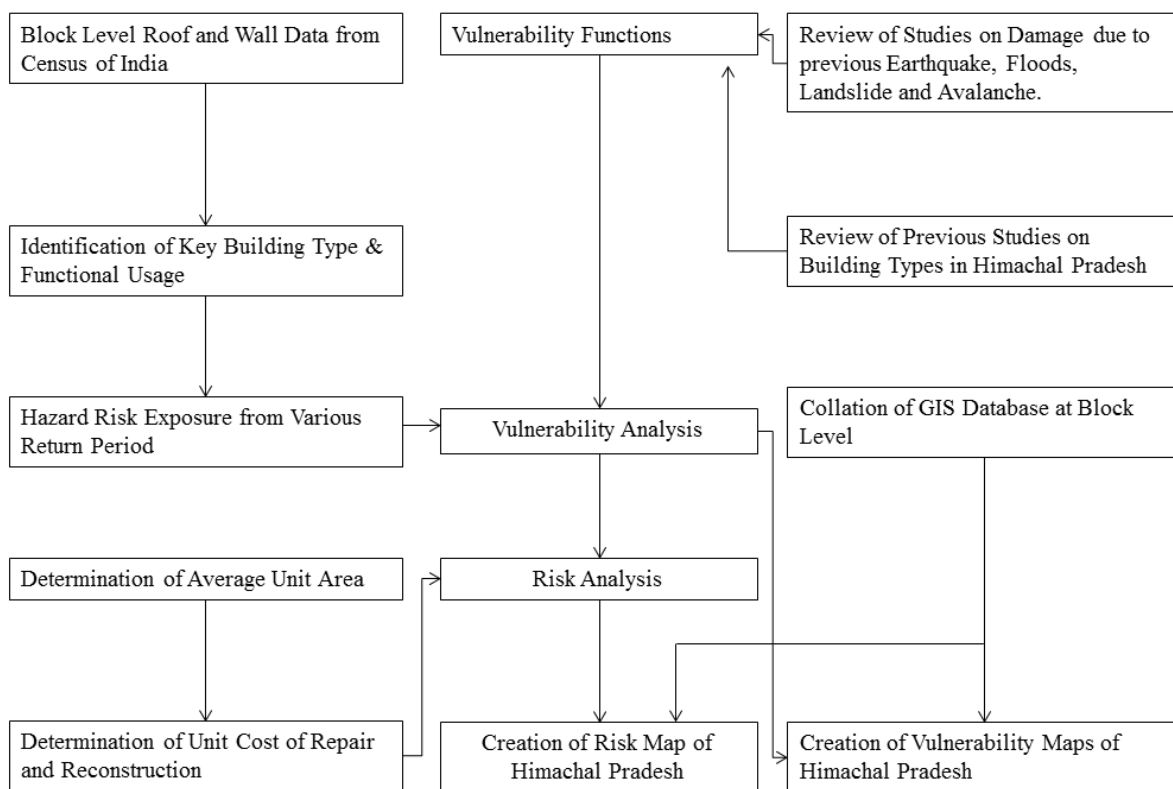 Block Level Roof and Wall Data from
Census of India
Vulnerability Functions
Review of Studies on Damage due to
previous Earthquake, Floods,
Landslide and Avalanche.
Identification of Key Building Type &
Functional Usage
Review of Previous Studies on
Building Types in Himachal Pradesh
Hazard Risk Exposure from Various
Return Period
Vulnerability Analysis
Collation of GIS Database at Block
Level
Determination of Average Unit Area
Risk Analysis
Determination of Unit Cost of Repair
and Reconstruction
Creation of Risk Map of
Himachal Pradesh
Creation of Vulnerability Maps of
Himachal Pradesh